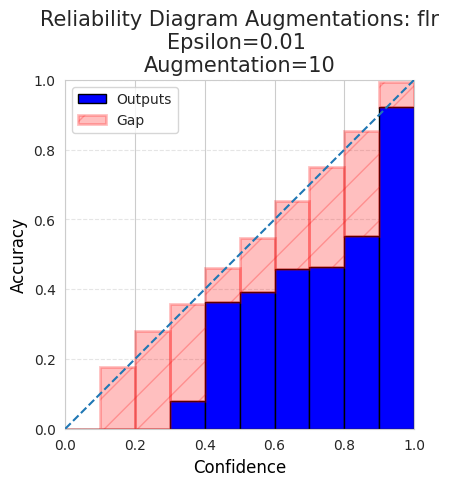 Reliability Diagram Augmentations: flr
Epsilon=0.01
Augmentation=10
1.0
Outputs
Gap
0.8
0.6
0.4
0.2
0.0
Accuracy
0.0 0.2 0.4 0.6 0.8 1.0
Confidence